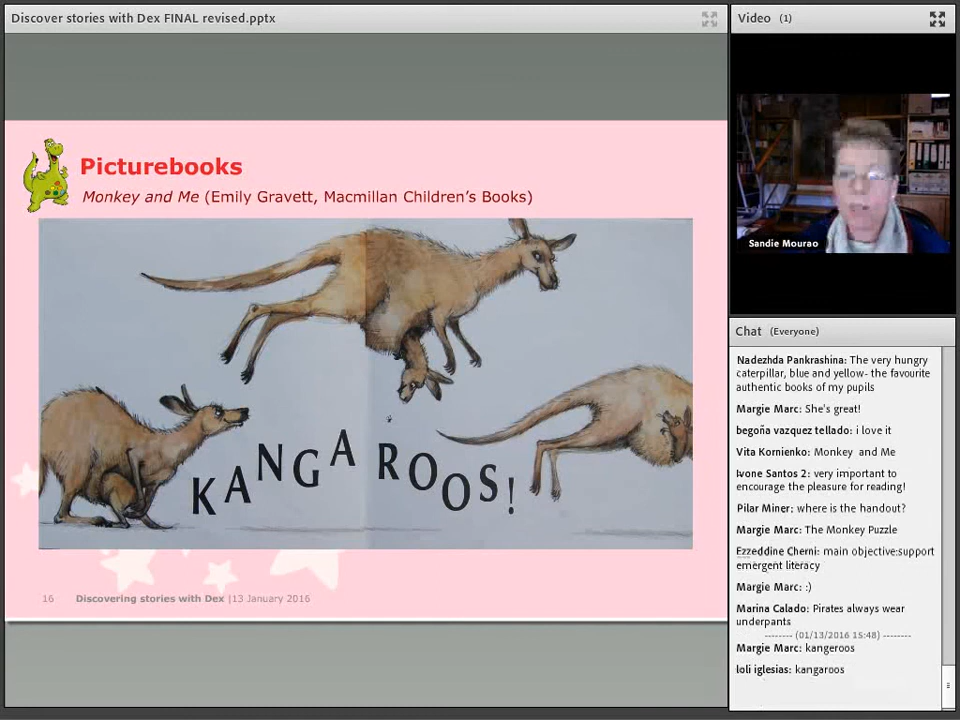 Discover stories with Dex FINAL revised.pptx
Picturebooks
Monkey and Me (Emily Gravett, Macmillan Children's Books)
KANGAROOS!
16 Discovering stories with Dex |13 January 2016
Video (1)
Sandie Mourao
Chat (Everyone)
Nadezhda Pankrashina: The very hungry
caterpillar, blue and yellow- the favourite
authentic books of my pupils
Margie Marc: She's great!
begoña vazquez tellado: i love it
Vita Kornienko: Monkey and Me
Ivone Santos 2: very important to
encourage the pleasure for reading!
Pilar Miner: where is the handout?
Margie Marc: The Monkey Puzzle
Ezzeddine Cherni: main objective:support
emergent literacy
Margie Marc: :)
Marina Calado: Pirates always wear
underpants
-------- (01/13/2016 15:48) --------
Margie Marc: kangeroos
loli iglesias: kangaroos